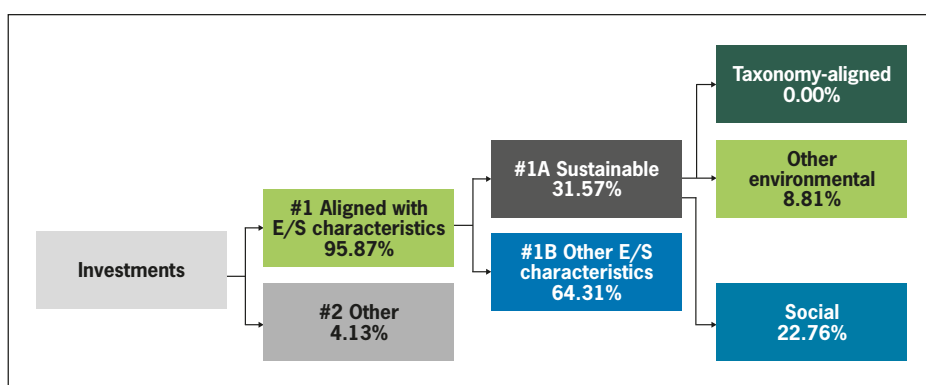 Investments
#1 Aligned with
E/S characteristics
95.87%
#2 Other
4.13%
#1A Sustainable
31.57%
#1B Other E/S
characteristics
64.31%
Taxonomy-aligned
0.00%
Other
environmental
8.81%
Social
22.76%